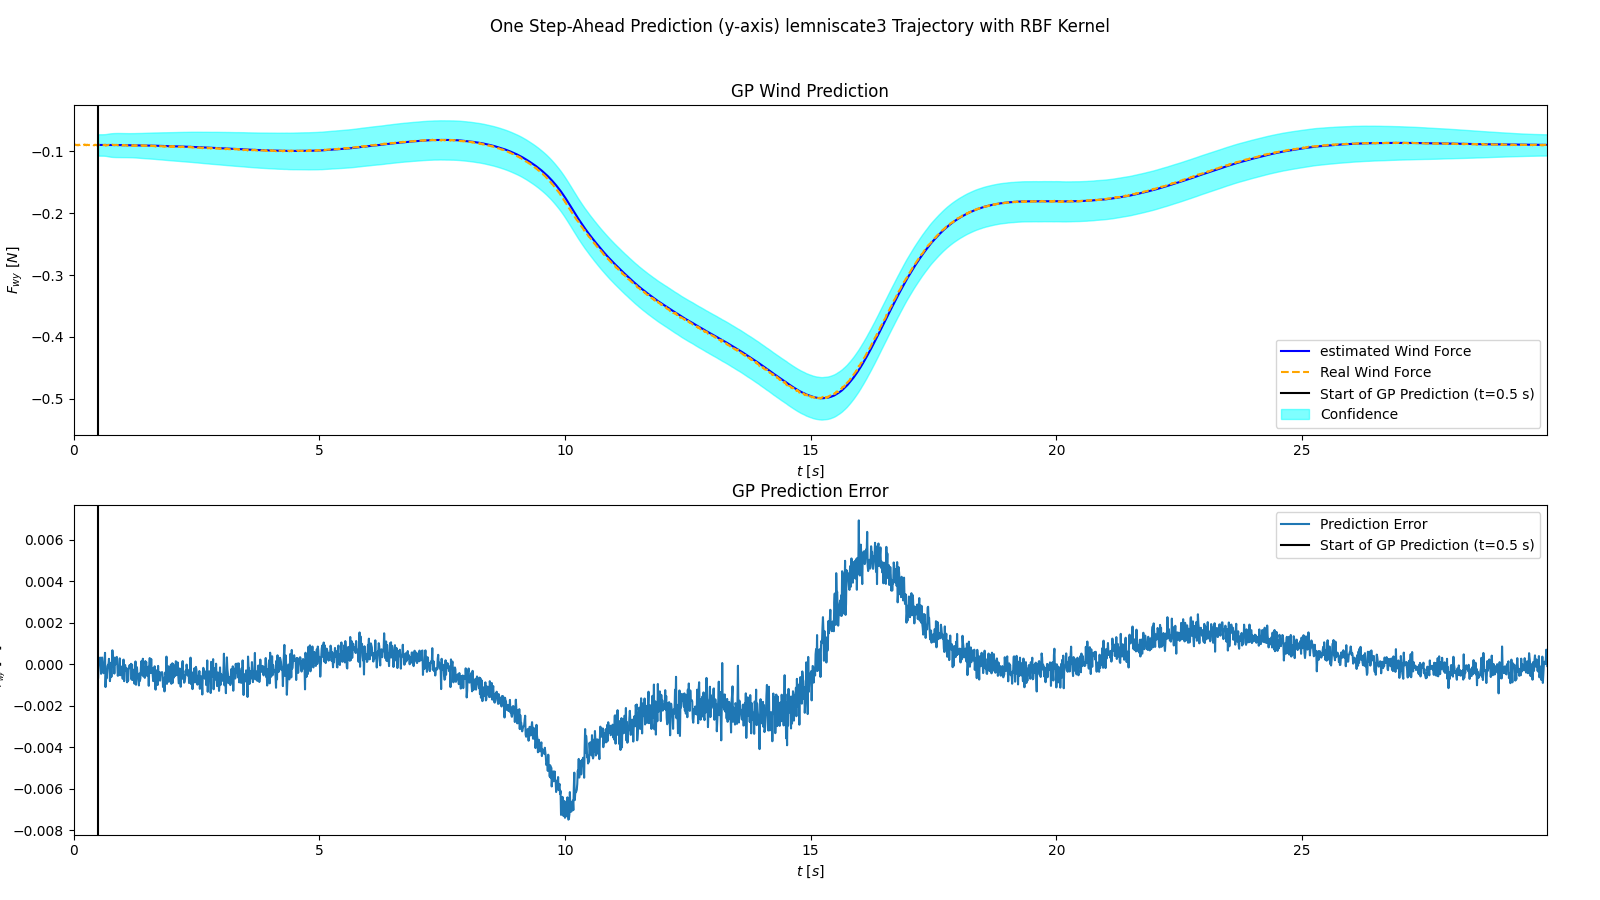 One Step-Ahead Prediction (y-axis) lemniscate3 Trajectory with RBF Kernel
GP Wind Prediction
−0.1
−0.2
−0.3
−0.4
−0.5
F_wy [N]
estimated Wind Force
Real Wind Force
Start of GP Prediction (t=0.5 s)
Confidence
0 5 10 15 20 25
t [s]
GP Prediction Error
0.006
0.004
0.002
0.000
−0.002
−0.004
−0.006
−0.008
Prediction Error
Start of GP Prediction (t=0.5 s)
0 5 10 15 20 25
t [s]